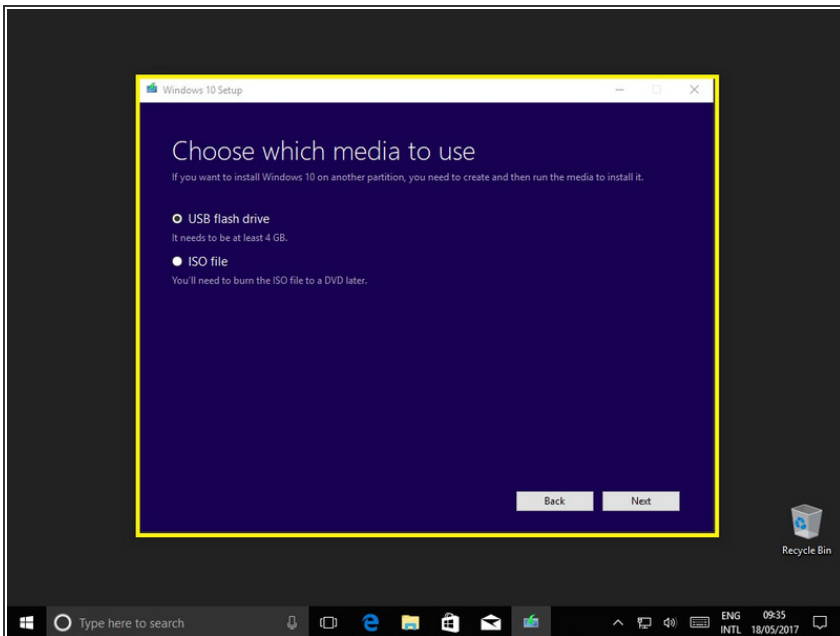 Windows 10 Setup
Choose which media to use
If you want to install Windows 10 on another partition, you need to create and then run the media to install it.
USB flash drive
It needs to be at least 4 GB.
ISO file
You'll need to burn the ISO file to a DVD later.
Back Next
Recycle Bin
Type here to search
ENG 09:35
INTL 18/05/2017